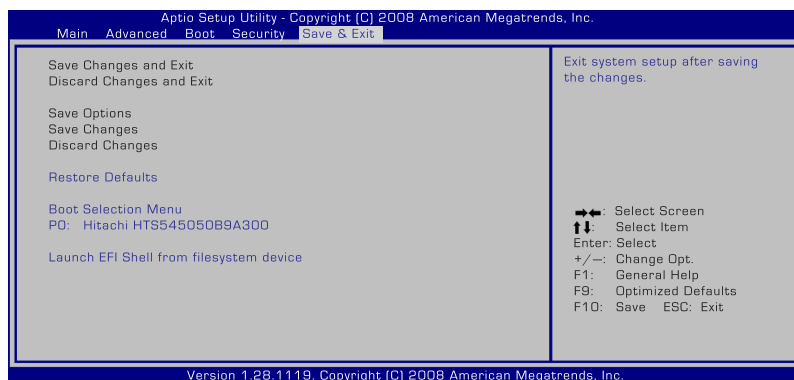 Aptio Setup Utility - Copyright (C) 2008 American Megatrends, Inc.
Main Advanced Boot Security Save & Exit
Save Changes and Exit
Discard Changes and Exit
Save Options
Save Changes
Discard Changes
Restore Defaults
Boot Selection Menu
P0: Hitachi HTS545050B9A300
Launch EFI Shell from filesystem device
Exit system setup after saving
the changes.
→←: Select Screen
↑↓: Select Item
Enter: Select
+/—: Change Opt.
F1: General Help
F9: Optimized Defaults
F10: Save ESC: Exit
Version 1.28.1119. Copyright (C) 2008 American Megatrends, Inc.